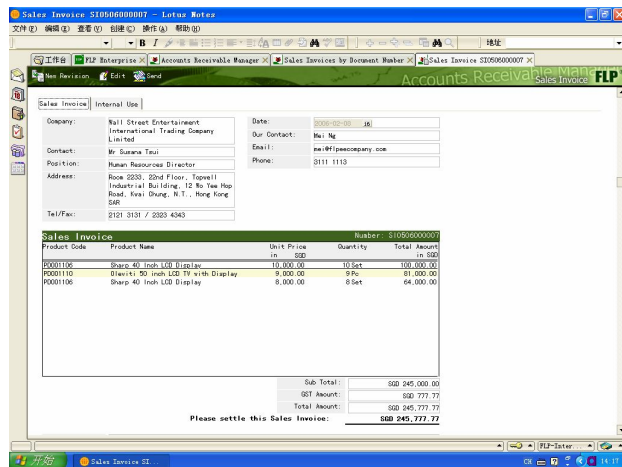 Sales Invoice SI0506000007 - Lotus Notes
文件(F) 编辑(E) 查看(V) 创建(C) 操作(A) 帮助(H)
地址
工作台 FLP Enterprise Accounts Receivable Manager Sales Invoices by Document Number Sales Invoice SI0506000007
New Revision Edit Send
Accounts Receivable Manager
Sales Invoice FLP
Sales Invoice Internal Use
Company: Wall Street Entertainment International Trading Company Limited
Contact: Mr Susana Tsui
Position: Human Resources Director
Address: Room 2233, 22nd Floor, Topwell
Industrial Building, 12 Wo Yee Hop
Road, Kwai Chung, N.T., Hong Kong
SAR
Tel/Fax: 2121 3131 / 2323 4343
Date: 2006-02-08 16
Our Contact: Mei Ng
Email: mei@flpeecompany.com
Phone: 3111 1113
Sales Invoice Number: SI0506000007
Product Code Product Name Unit Price Quantity Total Amount
in SGD in SGD
PD001106 Sharp 40 Inch LCD Display 10,000.00 10 Set 100,000.00
PD001110 Oleviti 50 inch LCD TV with Display 9,000.00 9 Pc 81,000.00
PD001106 Sharp 40 Inch LCD Display 8,000.00 8 Set 64,000.00
Sub Total: SGD 245,000.00
GST Amount: SGD 777.77
Total Amount: SGD 245,777.77
Please settle this Sales Invoice: SGD 245,777.77
FLP-Inter...
开始 Sales Invoice SI... CH 14:17